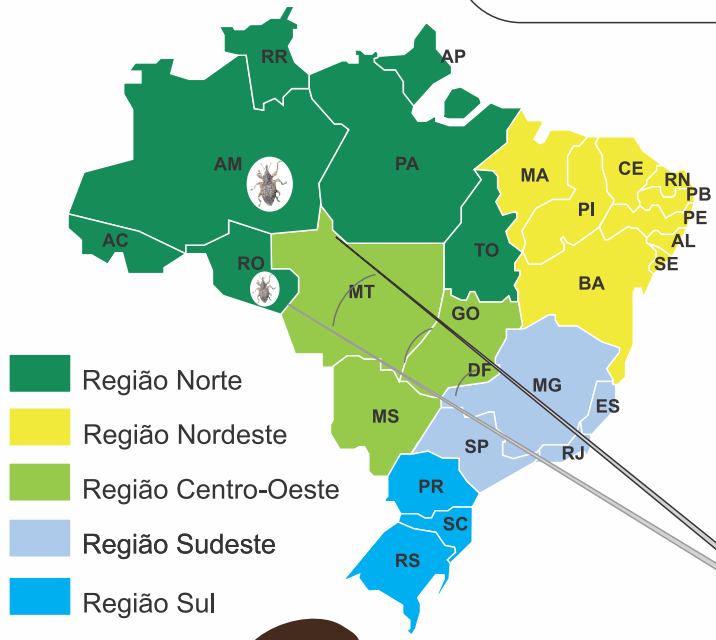 RR
AP
AM
PA
MA
CE
RN
PB
PI
PE
AC
RO
TO
AL
SE
BA
MT
GO
DF
MG
ES
MS
SP
RJ
PR
SC
RS
Região Norte
Região Nordeste
Região Centro-Oeste
Região Sudeste
Região Sul